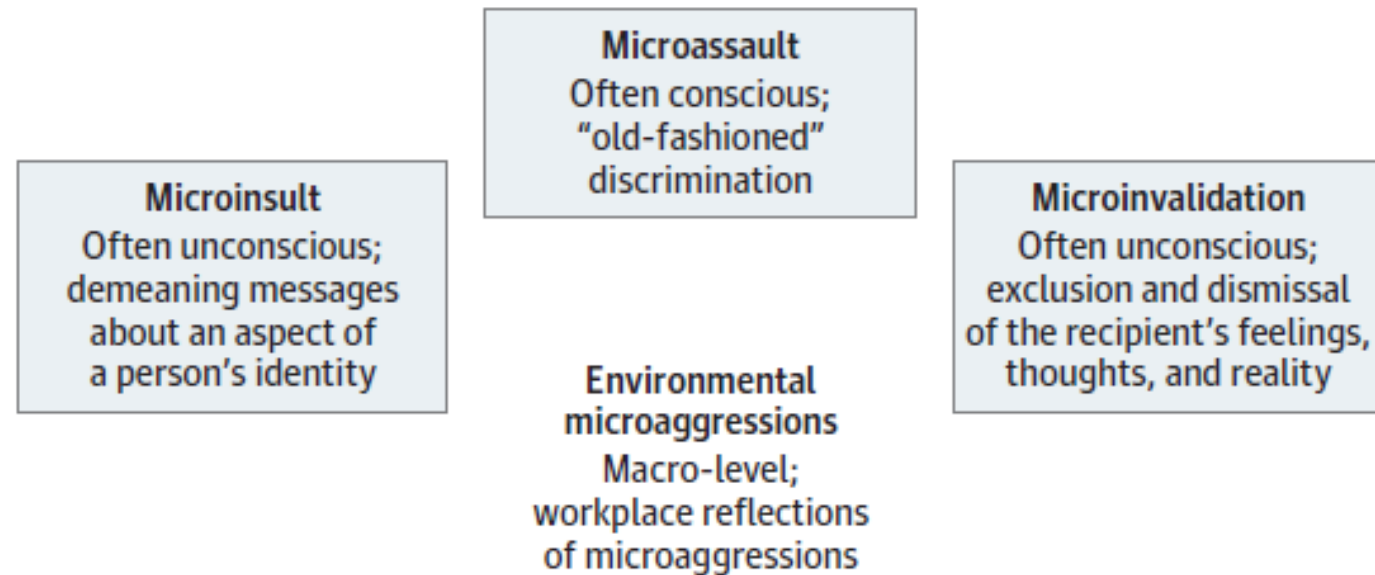 Microassault
Often conscious;
“old-fashioned”
discrimination
Microinsult
Often unconscious;
demeaning messages
about an aspect of
a person’s identity
Microinvalidation
Often unconscious;
exclusion and dismissal
of the recipient’s feelings,
thoughts, and reality
Environmental
microaggressions
Macro-level;
workplace reflections
of microaggressions